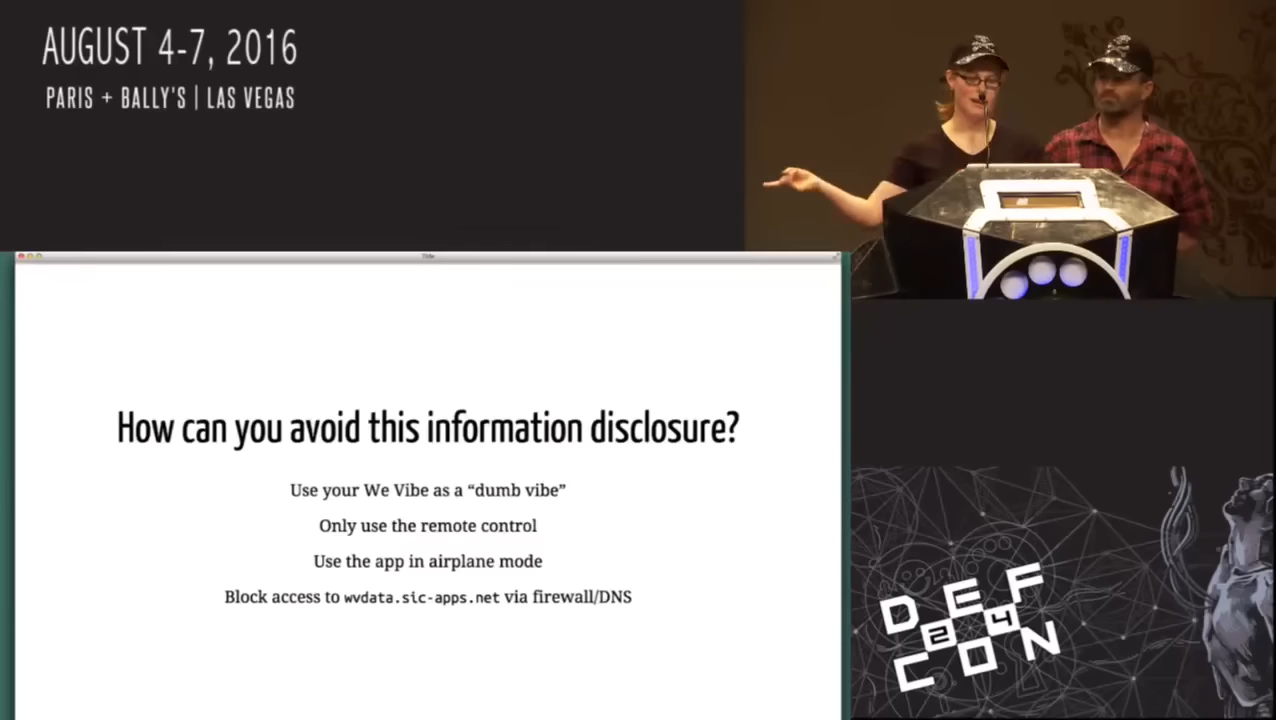 AUGUST 4-7, 2016
PARIS + BALLY'S | LAS VEGAS
Title
How can you avoid this information disclosure?
Use your We Vibe as a “dumb vibe”
Only use the remote control
Use the app in airplane mode
Block access to wvdata.sic-apps.net via firewall/DNS
DEF
24
CON